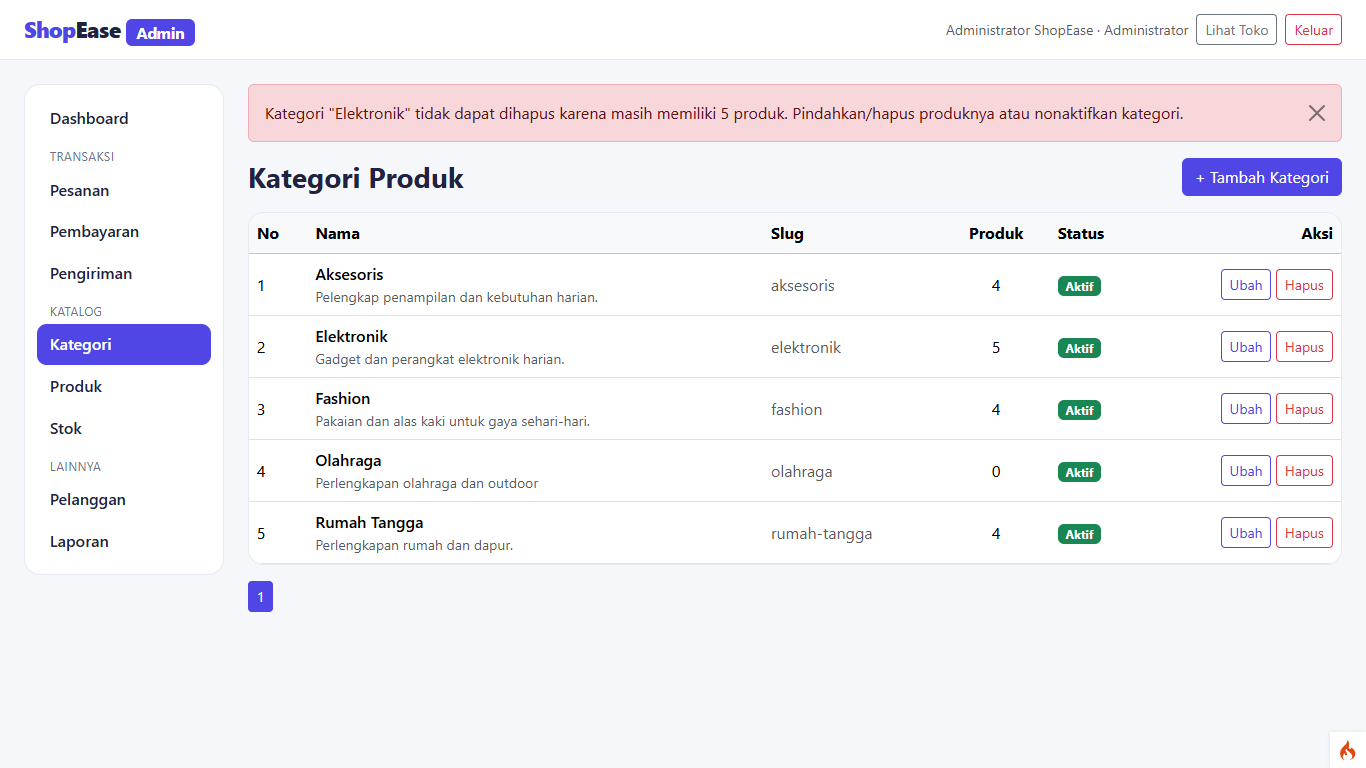 ShopEase Admin
Administrator ShopEase · Administrator
Lihat Toko
Keluar
Dashboard
TRANSAKSI
Pesanan
Pembayaran
Pengiriman
KATALOG
Kategori
Produk
Stok
LAINNYA
Pelanggan
Laporan
Kategori "Elektronik" tidak dapat dihapus karena masih memiliki 5 produk. Pindahkan/hapus produknya atau nonaktifkan kategori.
Kategori Produk
+ Tambah Kategori
No Nama Slug Produk Status Aksi
1 Aksesoris aksesoris 4 Aktif Ubah Hapus
Pelengkap penampilan dan kebutuhan harian.
2 Elektronik elektronik 5 Aktif Ubah Hapus
Gadget dan perangkat elektronik harian.
3 Fashion fashion 4 Aktif Ubah Hapus
Pakaian dan alas kaki untuk gaya sehari-hari.
4 Olahraga olahraga 0 Aktif Ubah Hapus
Perlengkapan olahraga dan outdoor
5 Rumah Tangga rumah-tangga 4 Aktif Ubah Hapus
Perlengkapan rumah dan dapur.
1